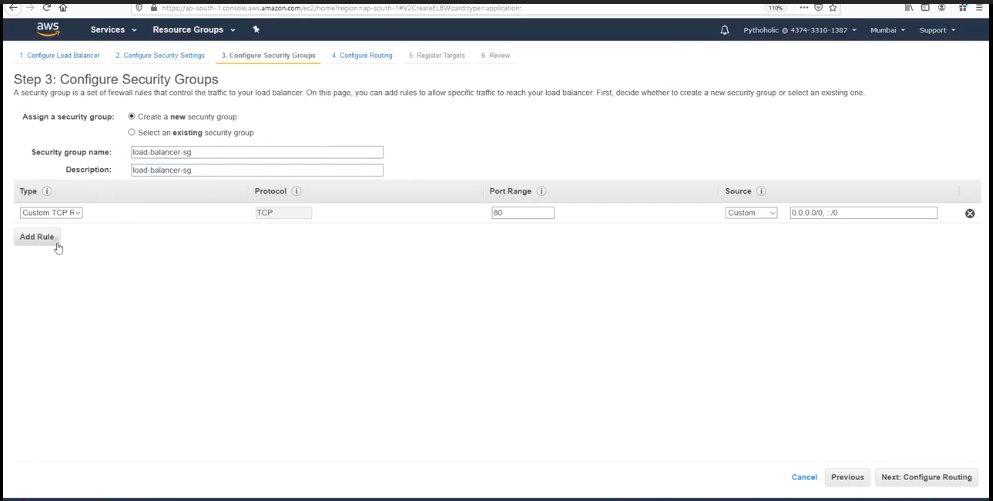 https://ap-south-1.console.aws.amazon.com/ec2/home?region=ap-south-1#V2CreateELBWizard:type=application:
110%
aws
Services
Resource Groups
Pythoholic @ 4374-3310-1387
Mumbai
Support
1. Configure Load Balancer
2. Configure Security Settings
3. Configure Security Groups
4. Configure Routing
5. Register Targets
6. Review
Step 3: Configure Security Groups
A security group is a set of firewall rules that control the traffic to your load balancer. On this page, you can add rules to allow specific traffic to reach your load balancer. First, decide whether to create a new security group or select an existing one.
Assign a security group:
Create a new security group
Select an existing security group
Security group name: load-balancer-sg
Description: load-balancer-sg
Type Protocol Port Range Source
Custom TCP R TCP 80 Custom 0.0.0.0/0, ::/0
Add Rule
Cancel Previous Next: Configure Routing